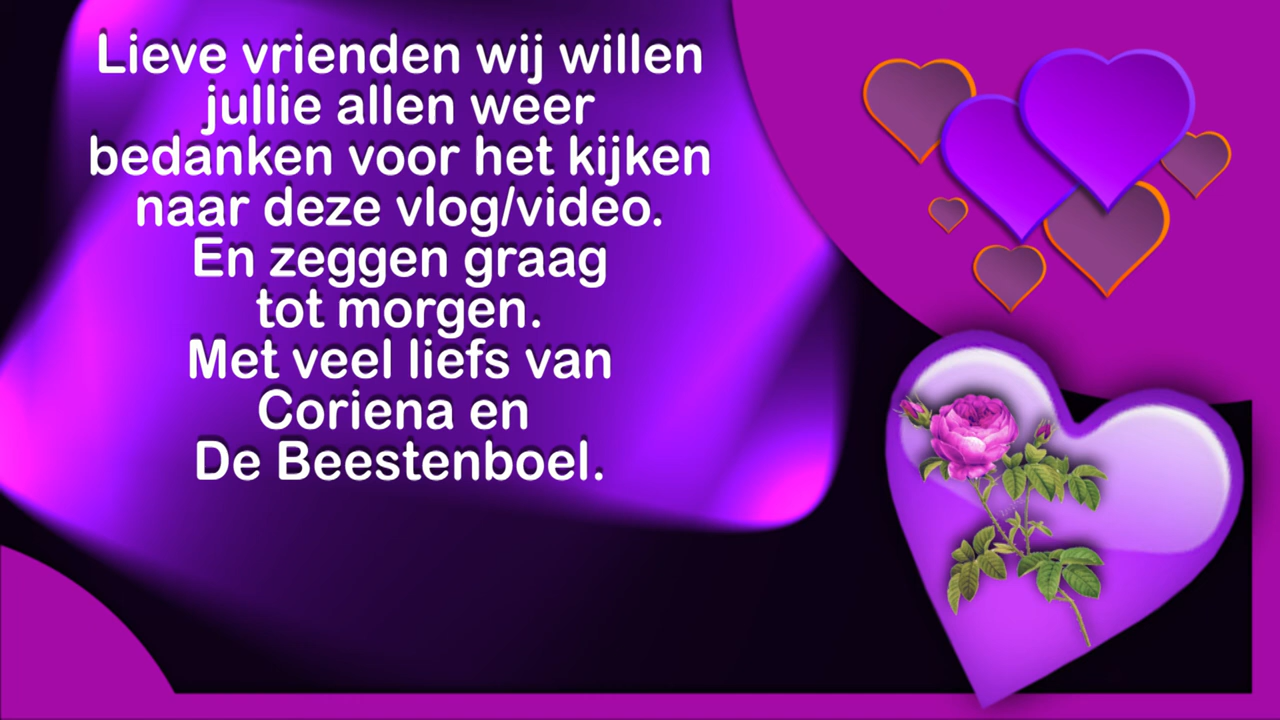 Lieve vrienden wij willen
jullie allen weer
bedanken voor het kijken
naar deze vlog/video.
En zeggen graag
tot morgen.
Met veel liefs van
Coriena en
De Beestenboel.